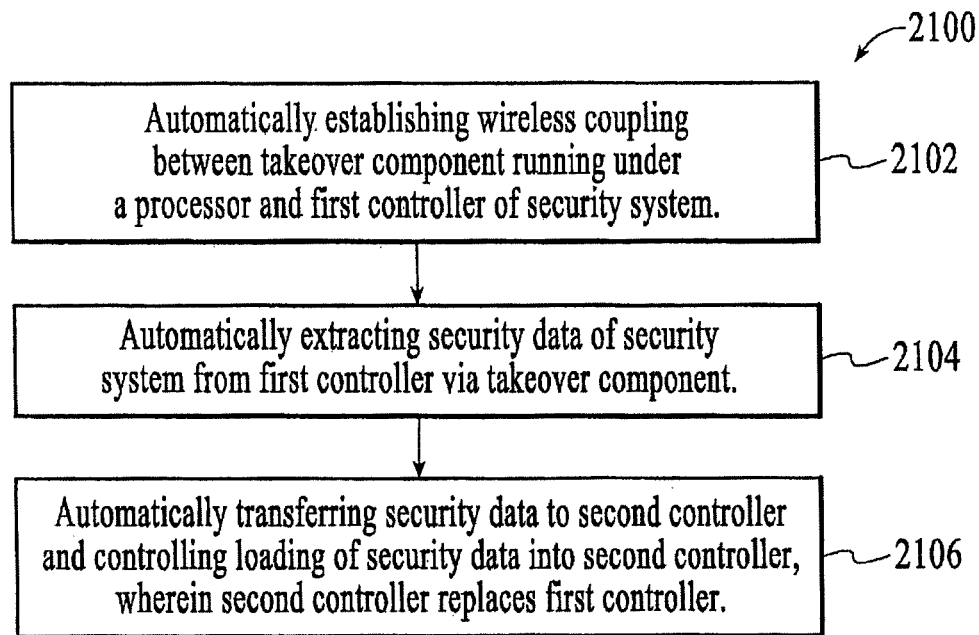 2100
Automatically establishing wireless coupling
between takeover component running under
a processor and first controller of security system.
2102
Automatically extracting security data of security
system from first controller via takeover component.
2104
Automatically transferring security data to second controller
and controlling loading of security data into second controller,
wherein second controller replaces first controller.
2106